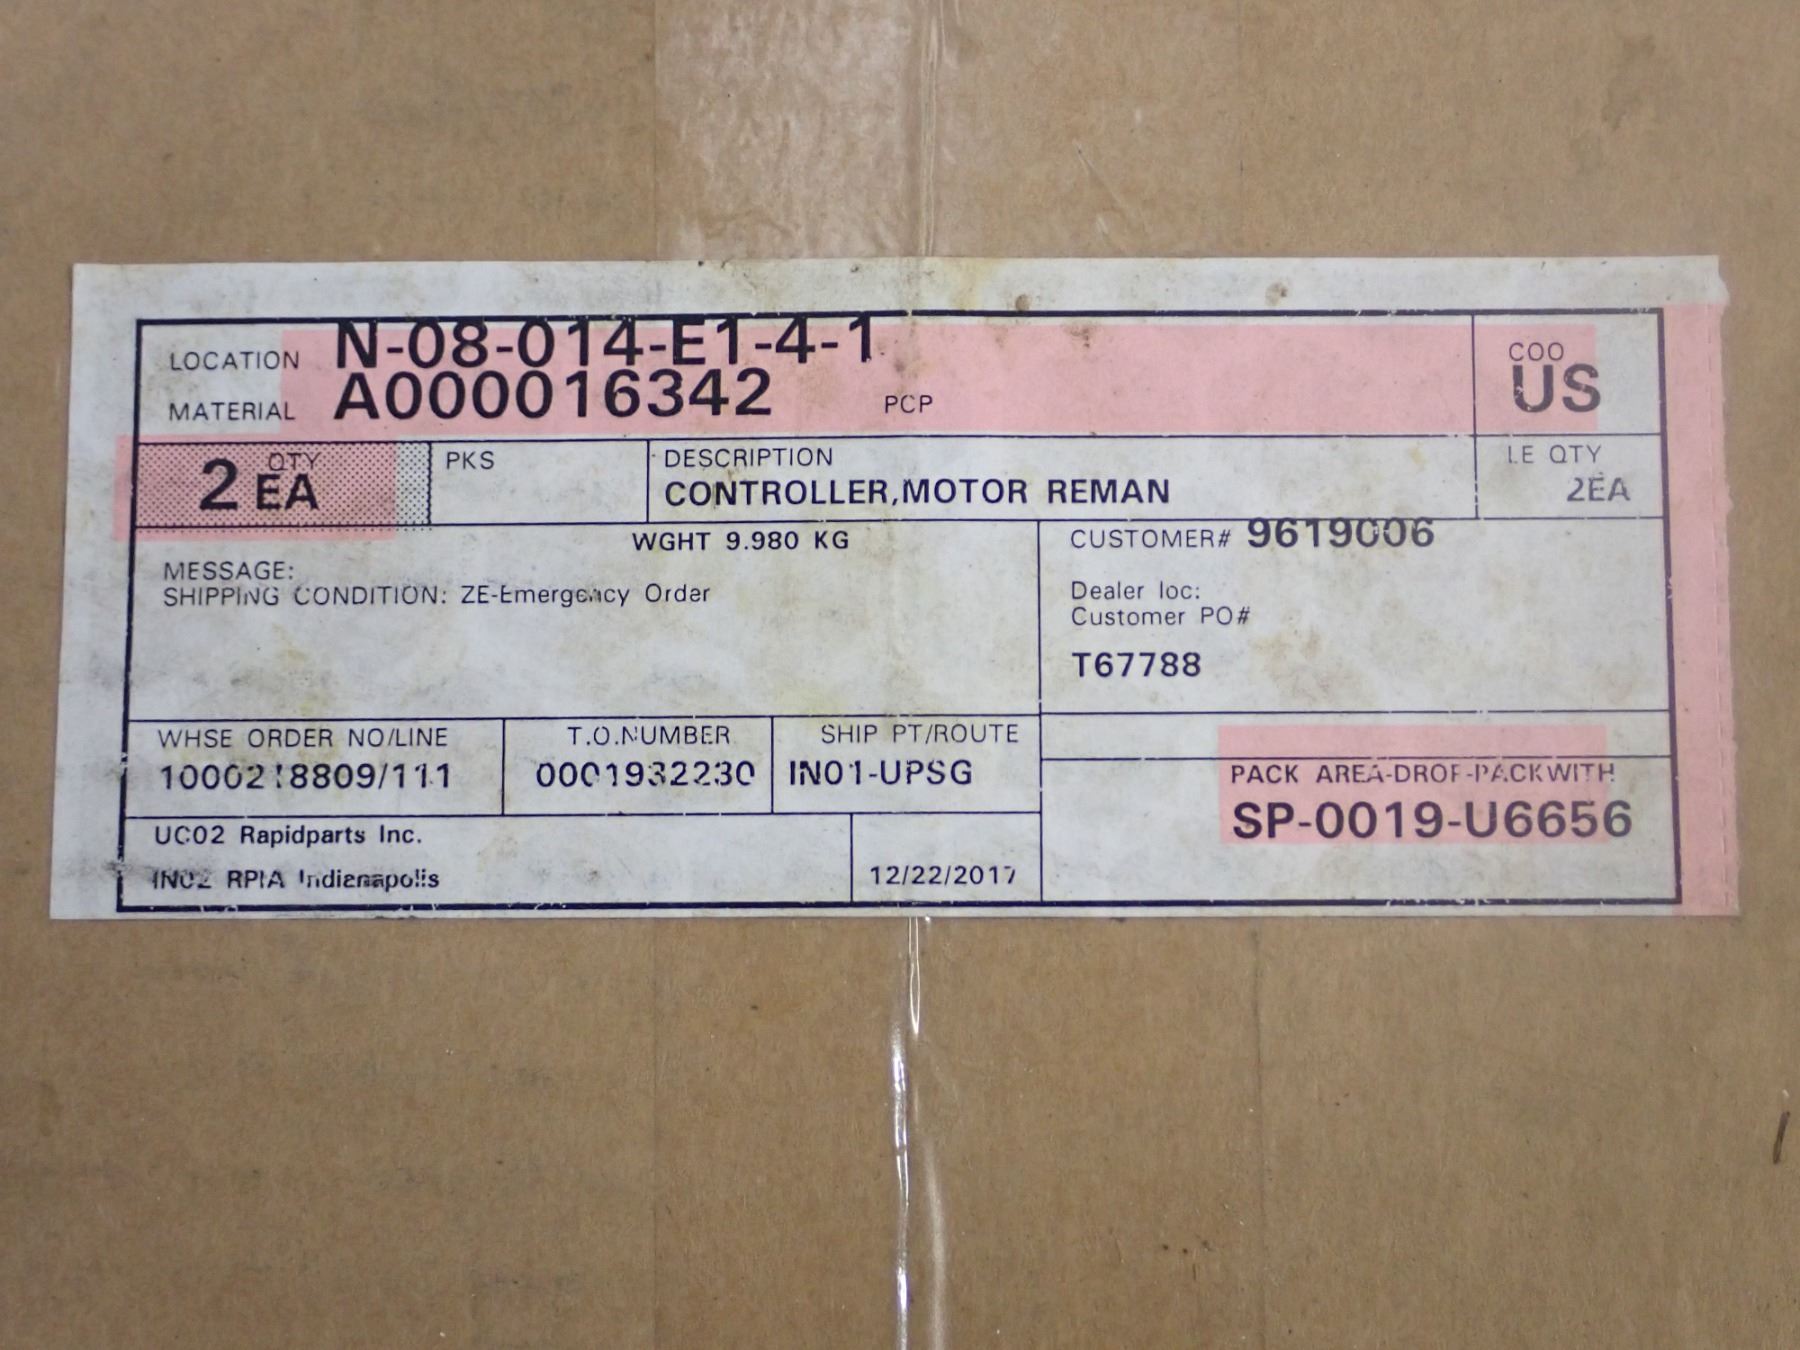 LOCATION N-08-014-E1-4-1
MATERIAL A000016342 PCP
COO
US
QTY
2 EA
PKS
DESCRIPTION
CONTROLLER,MOTOR REMAN
LE QTY
2EA
WGHT 9.980 KG
MESSAGE:
SHIPPING CONDITION: ZE-Emergency Order
CUSTOMER# 9619006
Dealer loc:
Customer PO#
T67788
WHSE ORDER NO/LINE
1000218809/111
T.O.NUMBER
0001932230
SHIP PT/ROUTE
IN01-UPSG
PACK AREA-DROP-PACKWITH
SP-0019-U6656
UC02 Rapidparts Inc.
IN02 RPIA Indianapolis
12/22/2017